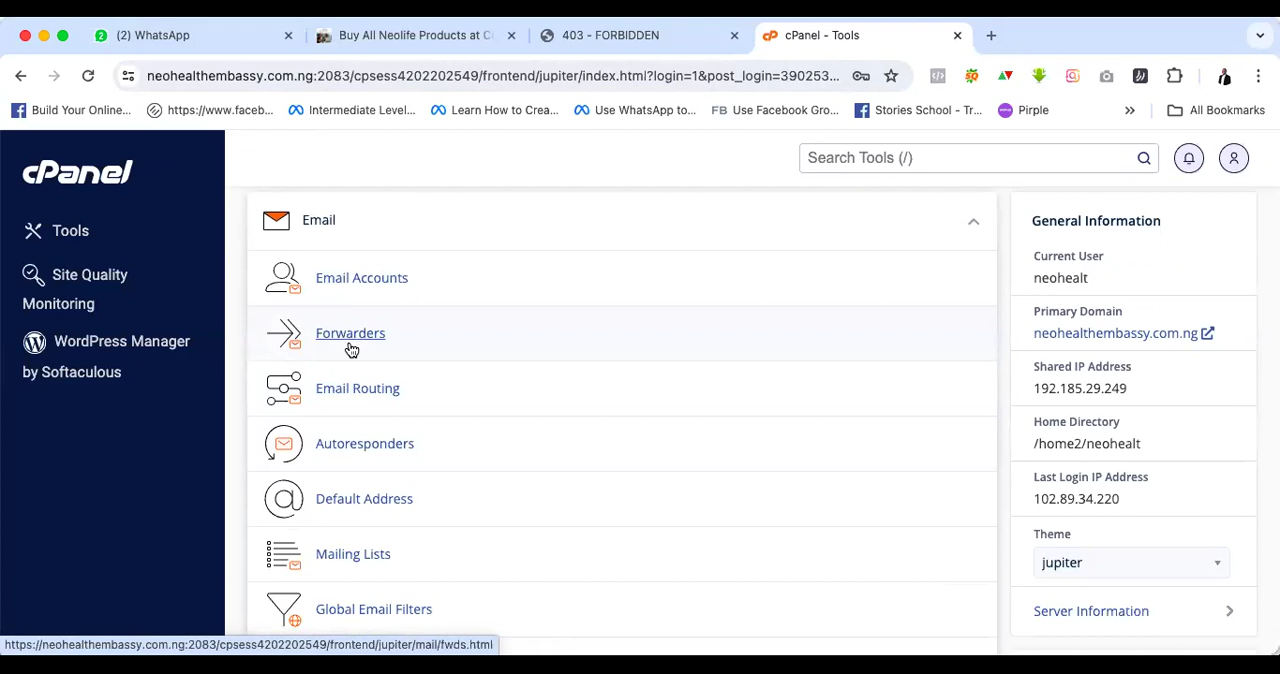 2
(2) WhatsApp
Buy All Neolife Products at C
403 - FORBIDDEN
cPanel - Tools
neohealthembassy.com.ng:2083/cpsess4202202549/frontend/jupiter/index.html?login=1&post_login=390253...
Build Your Online...
https://www.faceb...
Intermediate Level...
Learn How to Crea...
Use WhatsApp to...
FB Use Facebook Gro...
Stories School - Tr...
Pirple
»
All Bookmarks
cPanel
Search Tools (/)
Tools
Site Quality
Monitoring
WordPress Manager
by Softaculous
Email
Email Accounts
Forwarders
Email Routing
Autoresponders
Default Address
Mailing Lists
Global Email Filters
General Information
Current User
neohealt
Primary Domain
neohealthembassy.com.ng
Shared IP Address
192.185.29.249
Home Directory
/home2/neohealt
Last Login IP Address
102.89.34.220
Theme
jupiter
Server Information
https://neohealthembassy.com.ng:2083/cpsess4202202549/frontend/jupiter/mail/fwds.html